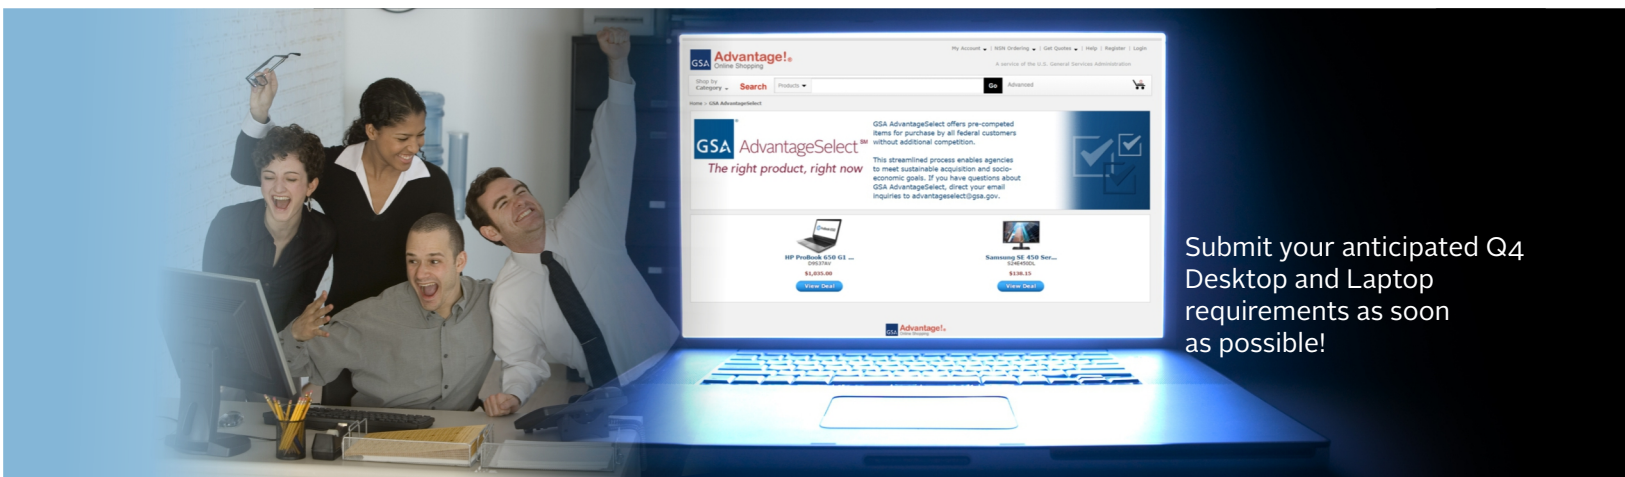 GSA Advantage!®
Online Shopping
My Account | NSN Ordering | Get Quotes | Help | Register | Login
A service of the U.S. General Services Administration
Shop by
Category
Search
Products
Go
Advanced
Home > GSA AdvantageSelect
GSA AdvantageSelect SM
The right product, right now
GSA AdvantageSelect offers pre-competed
items for purchase by all federal customers
without additional competition.
This streamlined process enables agencies
to meet sustainable acquisition and socio-
economic goals. If you have questions about
GSA AdvantageSelect, direct your email
inquiries to advantageselect@gsa.gov.
HP ProBook 650 G1 ...
$1,035.00
View Deal
Samsung SE 450 Ser...
S24E450DL
$138.15
View Deal
GSA Advantage!®
Online Shopping
Submit your anticipated Q4
Desktop and Laptop
requirements as soon
as possible!